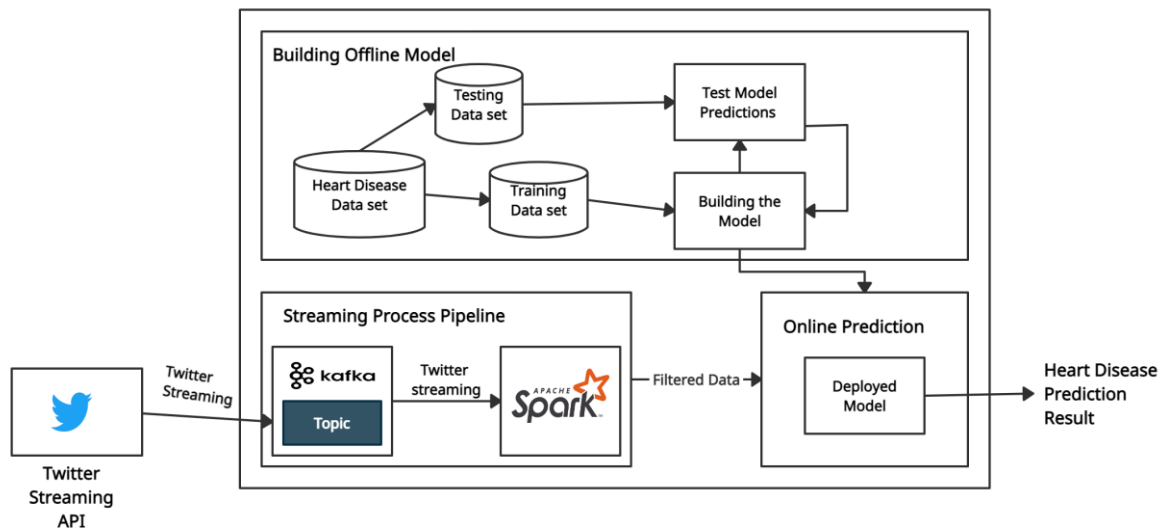 Building Offline Model
Testing
Data set
Test Model
Predictions
Heart Disease
Data set
Training
Data set
Building the
Model
Streaming Process Pipeline
Online Prediction
Twitter
Streaming
kafka
Topic
Twitter
streaming
APACHE
Spark
TM
Filtered Data
Deployed
Model
Heart Disease
Prediction
Result
Twitter
Streaming
API